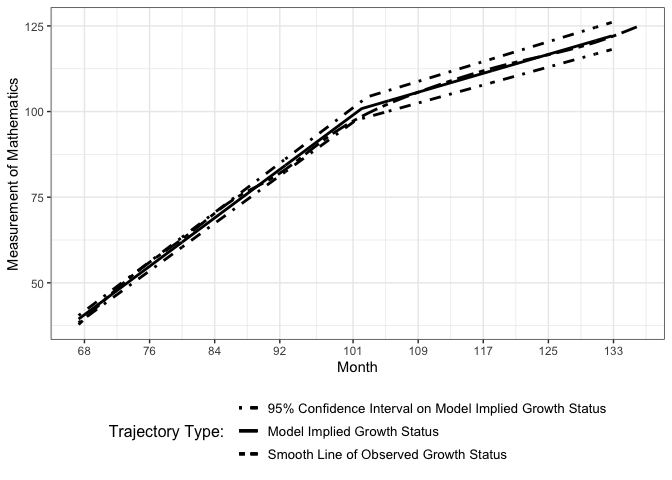 Measurement of Mathematics
125
100
75
50
68 76 84 92 101 109 117 125 133
Month
Trajectory Type:
95% Confidence Interval on Model Implied Growth Status
Model Implied Growth Status
Smooth Line of Observed Growth Status